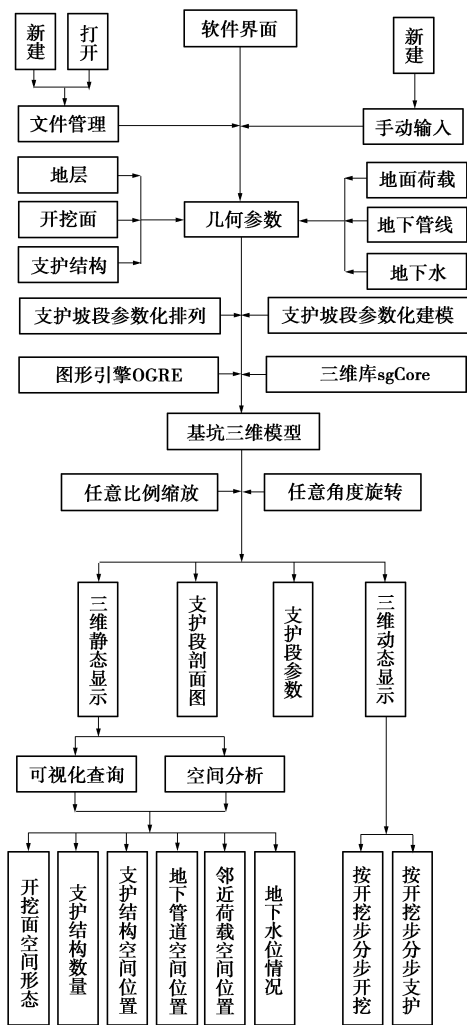 新建
打开
软件界面
新建
文件管理
手动输入
地层
开挖面
支护结构
几何参数
地面荷载
地下管线
地下水
支护坡段参数化排列
支护坡段参数化建模
图形引擎OGRE
三维库sgCore
基坑三维模型
任意比例缩放
任意角度旋转
三维静态显示
支护段剖面图
支护段参数
三维动态显示
可视化查询
空间分析
开挖面空间形态
支护结构数量
支护结构空间位置
地下管道空间位置
邻近荷载空间位置
地下水位情况
按开挖步分步开挖
按开挖步分步支护